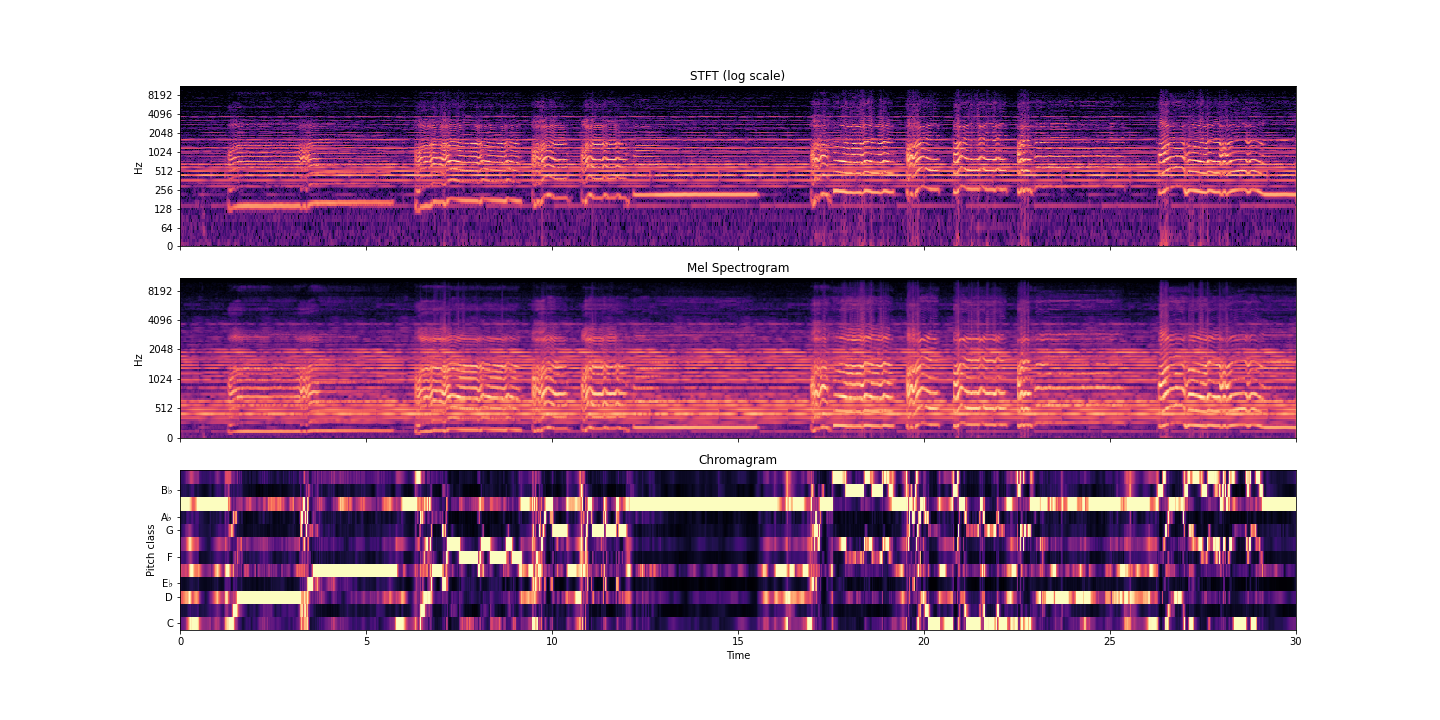 STFT (log scale)
8192
4096
2048
1024
512
256
128
64
0
Hz
Mel Spectrogram
8192
4096
2048
1024
512
0
Hz
Chromagram
B♭
A♭
G
F
E♭
D
C
Pitch class
0 5 10 15 20 25 30
Time